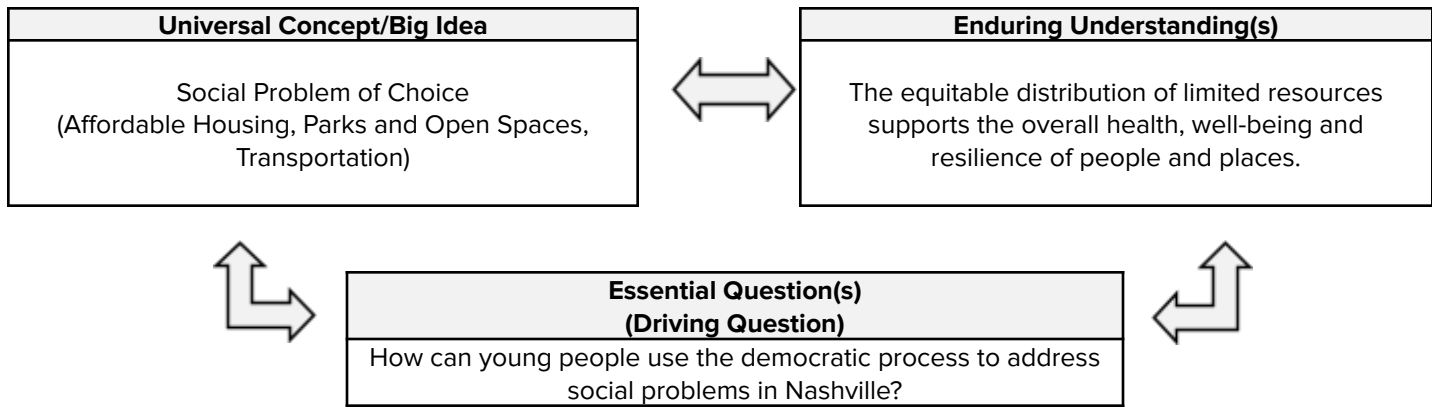 Universal Concept/Big Idea
Social Problem of Choice
(Affordable Housing, Parks and Open Spaces,
Transportation)
Enduring Understanding(s)
The equitable distribution of limited resources
supports the overall health, well-being and
resilience of people and places.
Essential Question(s)
(Driving Question)
How can young people use the democratic process to address
social problems in Nashville?